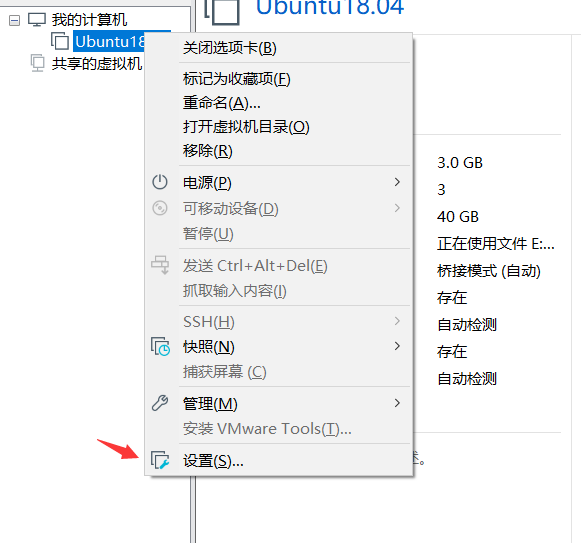 我的计算机
Ubuntu18
共享的虚拟机
Ubuntu18.04
关闭选项卡(B)
标记为收藏项(F)
重命名(A)...
打开虚拟机目录(O)
移除(R)
电源(P)
可移动设备(D)
暂停(U)
发送 Ctrl+Alt+Del(E)
抓取输入内容(I)
SSH(H)
快照(N)
捕获屏幕 (C)
管理(M)
安装 VMware Tools(T)...
设置(S)...
3.0 GB
3
40 GB
正在使用文件 E:...
桥接模式 (自动)
存在
自动检测
存在
自动检测